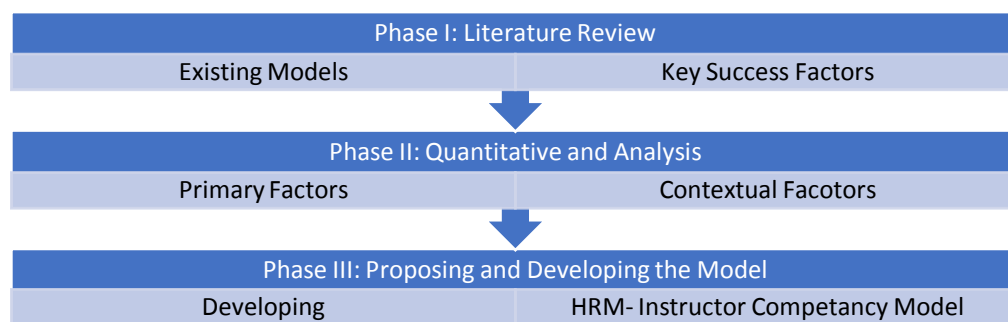 Phase I: Literature Review
Existing Models
Key Success Factors
Phase II: Quantitative and Analysis
Primary Factors
Contextual Facotors
Phase III: Proposing and Developing the Model
Developing
HRM- Instructor Competancy Model